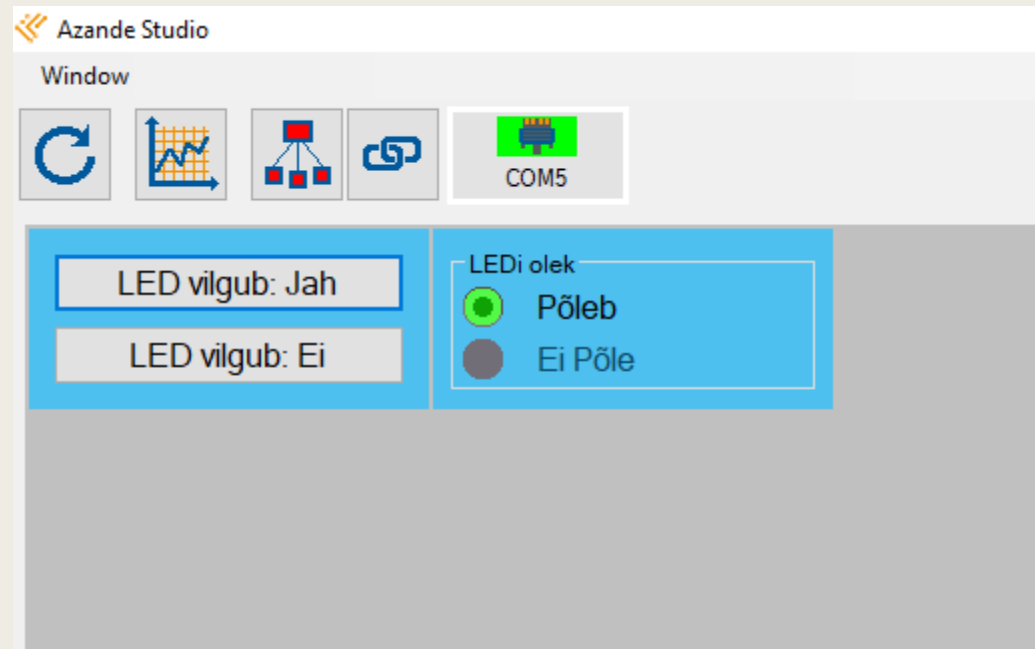 Azande Studio
Window
COM5
LED vilgub: Jah
LED vilgub: Ei
LEDi olek
Põleb
Ei Põle